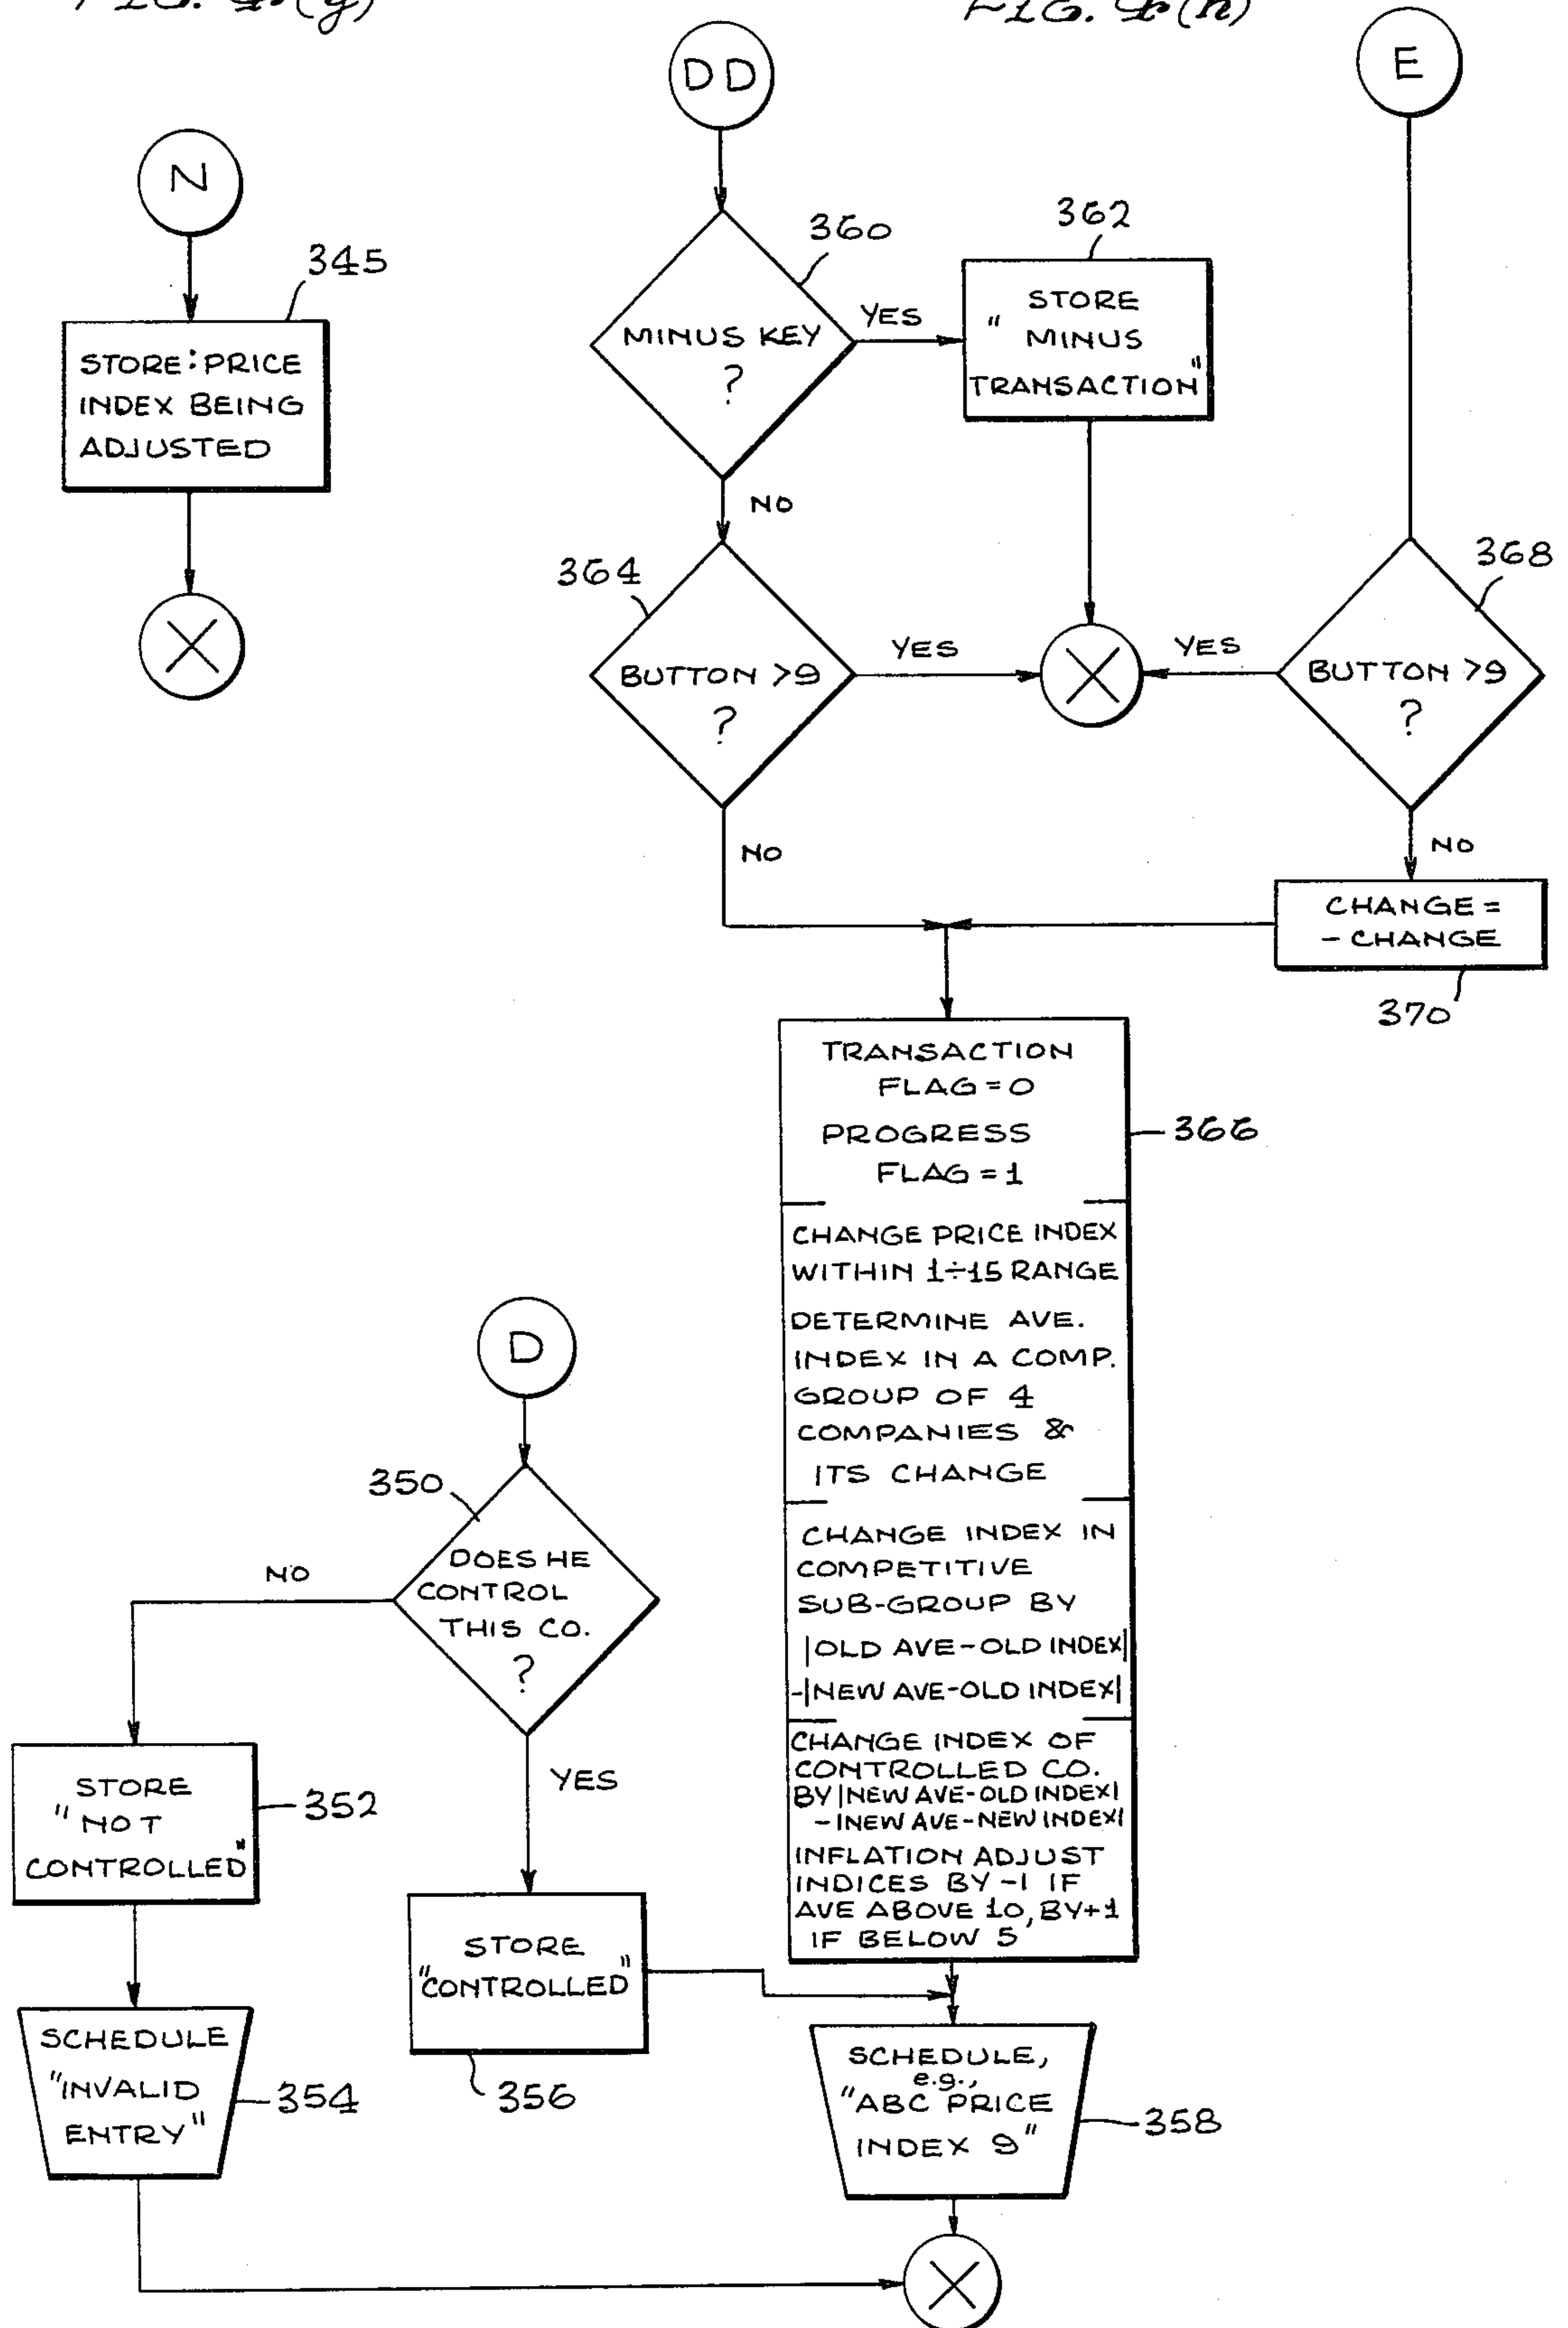 FIG.
FIG.
N
345
STORE: PRICE
INDEX BEING
ADJUSTED
X
DD
360
MINUS KEY
?
YES
362
STORE
"MINUS
TRANSACTION"
NO
364
BUTTON >9
?
YES
X
NO
E
368
BUTTON >9
?
YES
NO
CHANGE =
- CHANGE
370
TRANSACTION
FLAG = 0
PROGRESS
FLAG = 1
366
CHANGE PRICE INDEX
WITHIN 1÷15 RANGE
DETERMINE AVE.
INDEX IN A COMP.
GROUP OF 4
COMPANIES &
ITS CHANGE
CHANGE INDEX IN
COMPETITIVE
SUB-GROUP BY
|OLD AVE-OLD INDEX|
-|NEW AVE-OLD INDEX|
CHANGE INDEX OF
CONTROLLED CO.
BY |NEW AVE-OLD INDEX|
-|NEW AVE-NEW INDEX|
INFLATION ADJUST
INDICES BY -1 IF
AVE ABOVE 10, BY+1
IF BELOW 5
D
350
DOES HE
CONTROL
THIS CO.
?
NO
YES
STORE
"NOT
CONTROLLED"
352
SCHEDULE
"INVALID
ENTRY"
354
STORE
"CONTROLLED"
356
SCHEDULE,
e.g.,
"ABC PRICE
INDEX 9"
358
X